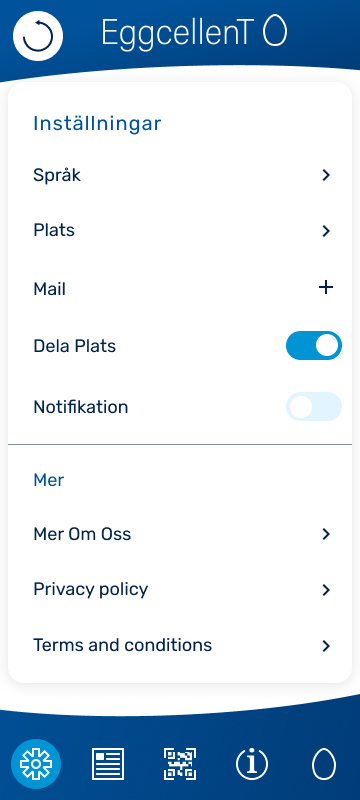 EggcellenT
Inställningar
Språk
Plats
Mail
Dela Plats
Notifikation
Mer
Mer Om Oss
Privacy policy
Terms and conditions